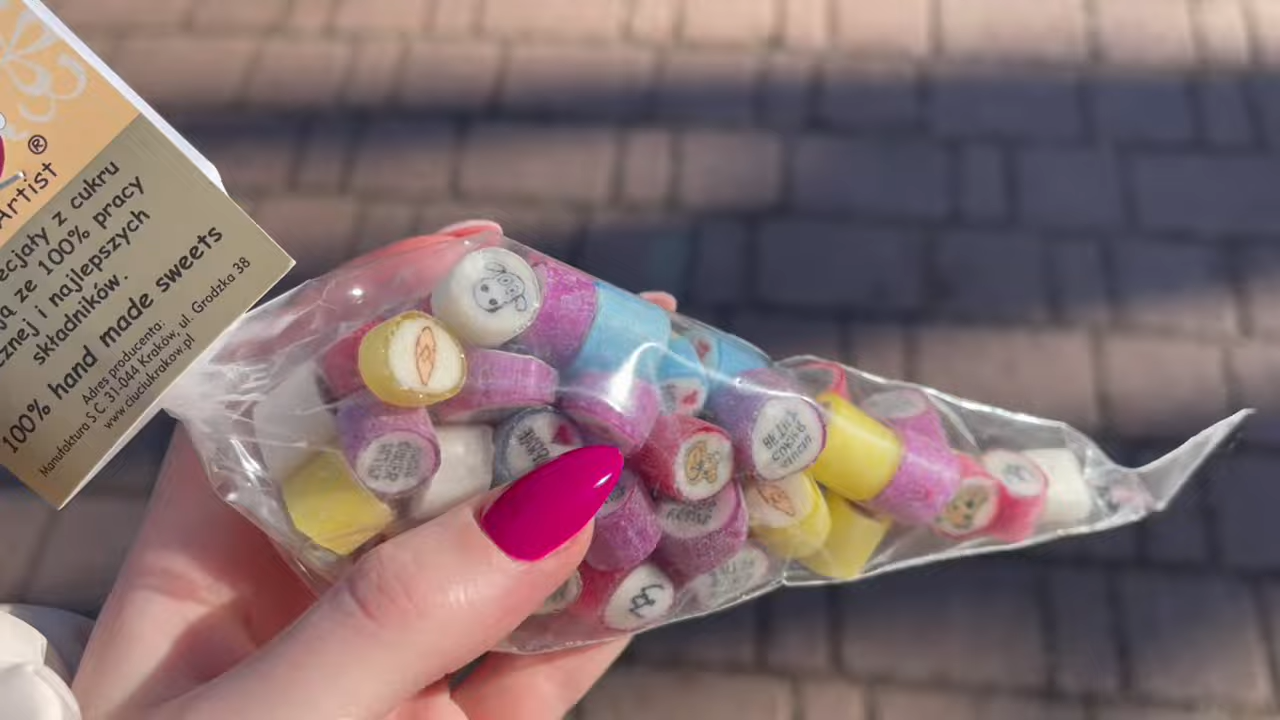 ®
Artist
ecjały z cukru
ją ze 100% pracy
cznej i najlepszych
składników.
100% hand made sweets
Adres producenta:
Manufaktura S.C. 31-044 Kraków, ul. Grodzka 38
www.ciuciukrakow.pl